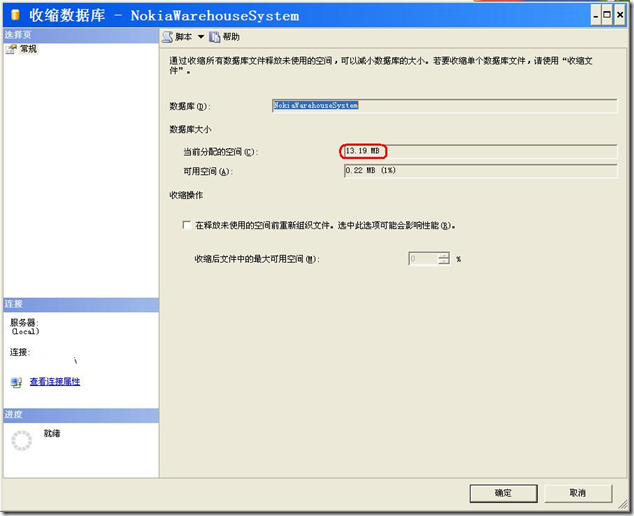 收缩数据库 - NokiaWarehouseSystem
选择页
常规
脚本 帮助
通过收缩所有数据库文件释放未使用的空间,可以减小数据库的大小。若要收缩单个数据库文件,请使用“收缩文
件”。
数据库(D): NokiaWarehouseSystem
数据库大小
当前分配的空间(C): 13.19 MB
可用空间(A): 0.22 MB (1%)
收缩操作
在释放未使用的空间前重新组织文件。选中此选项可能会影响性能(R)。
收缩后文件中的最大可用空间(M): 0 %
连接
服务器:
(local)
连接:
\
查看连接属性
进度
就绪
确定 取消